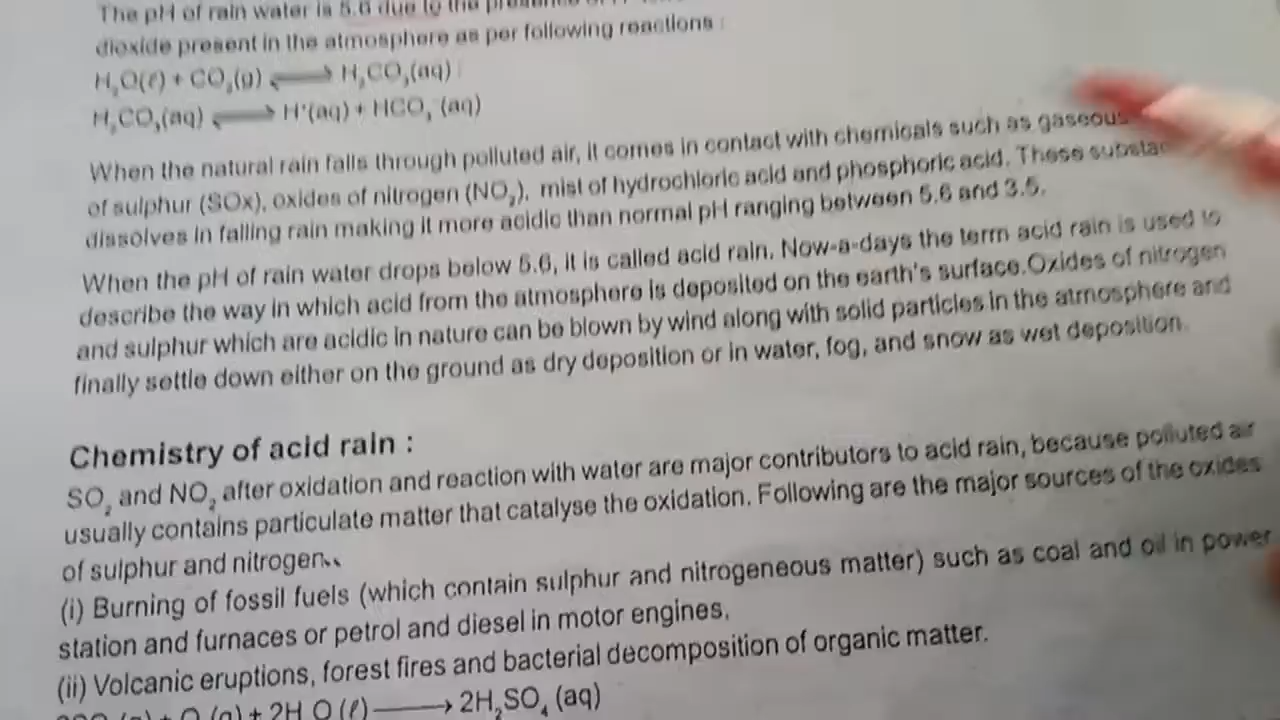 The pH of rain water is 5.6 due to the
dioxide present in the atmosphere as per following reactions :
H₂O(ℓ) + CO₂(g) ⇌ H₂CO₃(aq)
H₂CO₃(aq) ⇌ H⁺(aq) + HCO₃⁻(aq)
When the natural rain falls through polluted air, it comes in contact with chemicals such as gaseous
of sulphur (SOx), oxides of nitrogen (NO₂), mist of hydrochloric acid and phosphoric acid. These
dissolves in falling rain making it more acidic than normal pH ranging between 5.6 and 3.5.
When the pH of rain water drops below 5.6, it is called acid rain. Now-a-days the term acid rain is used to
describe the way in which acid from the atmosphere is deposited on the earth's surface.Oxides of nitrogen
and sulphur which are acidic in nature can be blown by wind along with solid particles in the atmosphere and
finally settle down either on the ground as dry deposition or in water, fog, and snow as wet deposition.
Chemistry of acid rain :
SO₂ and NO₂ after oxidation and reaction with water are major contributors to acid rain, because polluted air
usually contains particulate matter that catalyse the oxidation. Following are the major sources of the oxides
of sulphur and nitrogen..
(i) Burning of fossil fuels (which contain sulphur and nitrogeneous matter) such as coal and oil in power
station and furnaces or petrol and diesel in motor engines.
(ii) Volcanic eruptions, forest fires and bacterial decomposition of organic matter.
2SO₂(g) + O₂(g) + 2H₂O(ℓ) ⟶ 2H₂SO₄(aq)